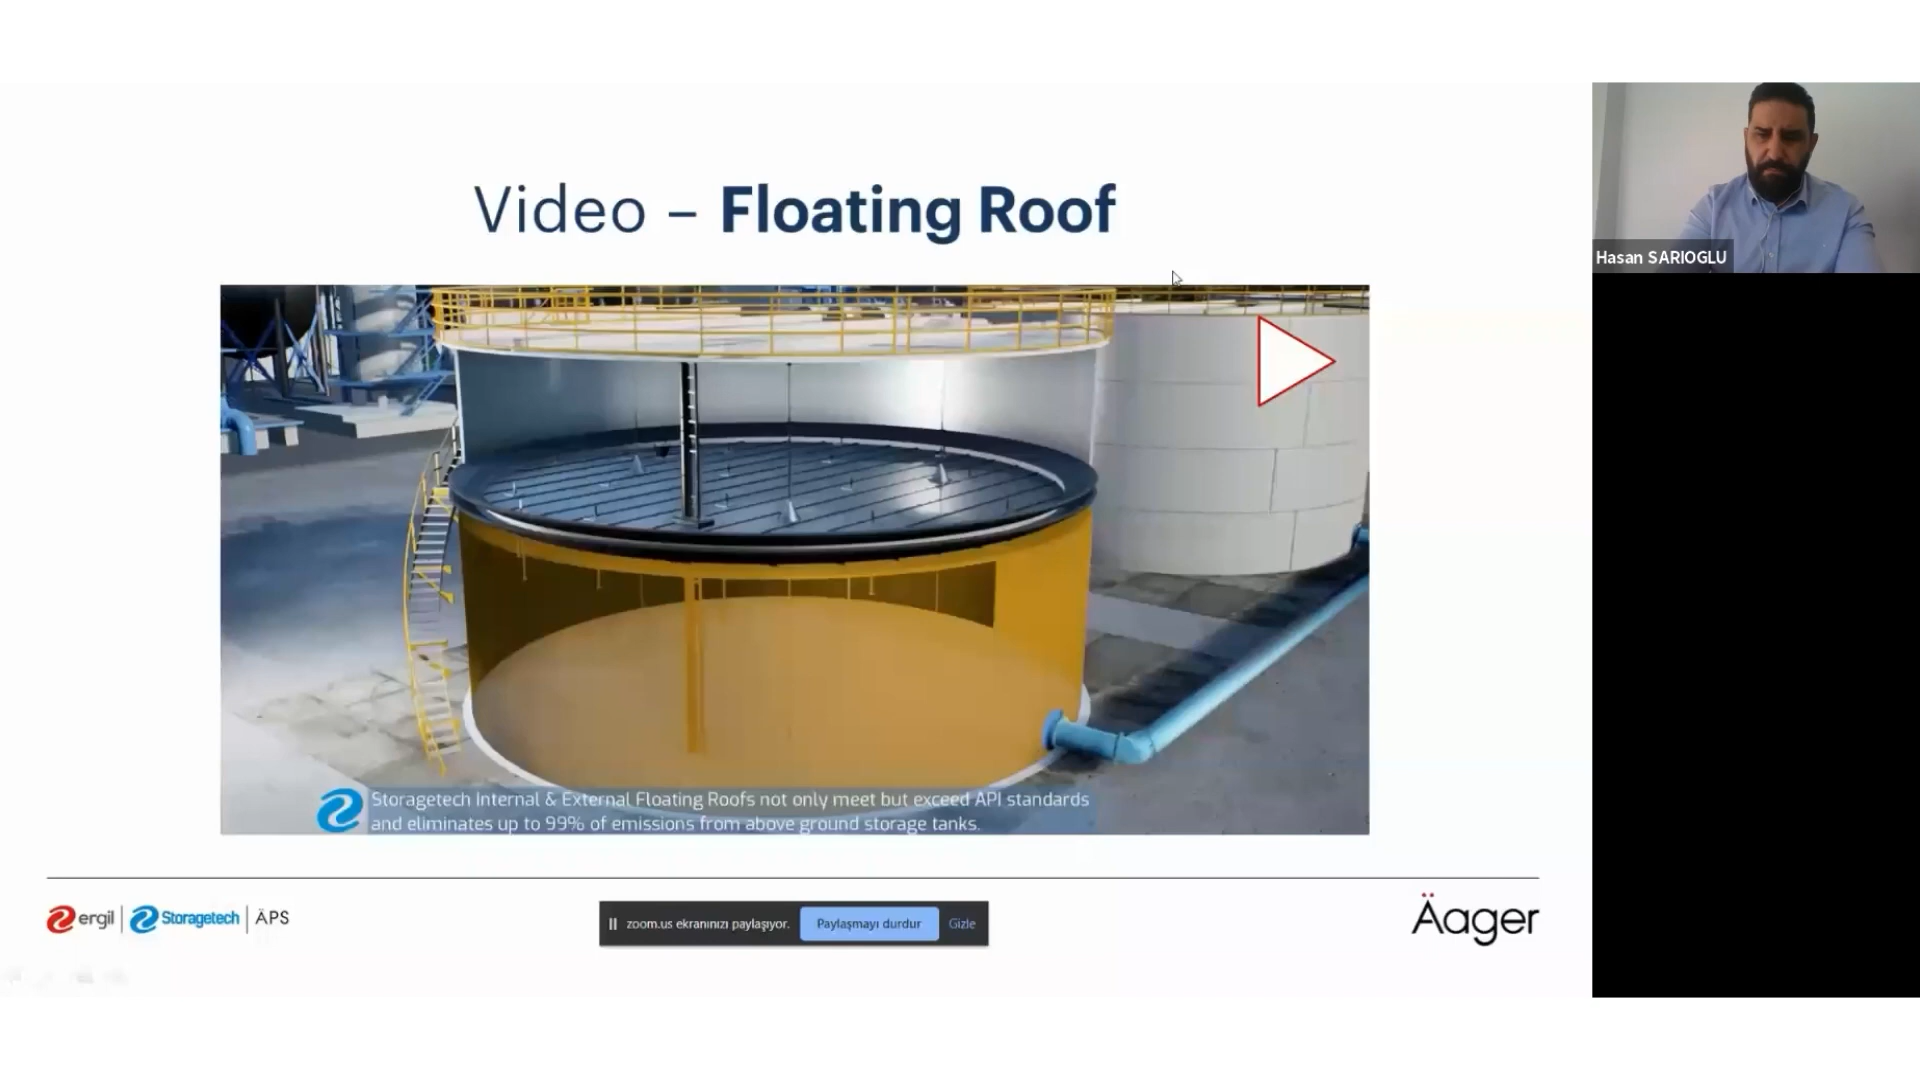 Video – Floating Roof
Hasan SARIOGLU
Storagetech Internal & External Floating Roofs not only meet but exceed API standards
and eliminates up to 99% of emissions from above ground storage tanks.
ergil | Storagetech | ÄPS
zoom.us ekranınızı paylaşıyor. Paylaşmayı durdur Gizle
Äager